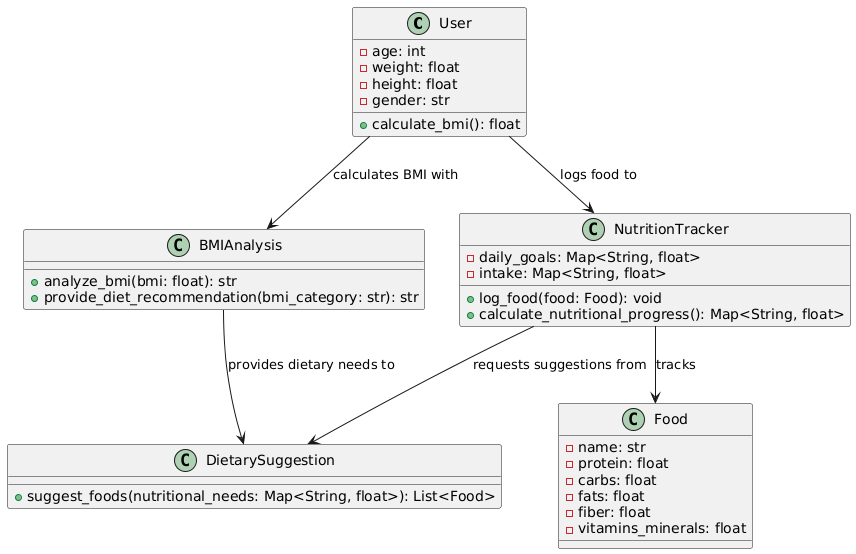 C User
age: int
weight: float
height: float
gender: str
calculate_bmi(): float
calculates BMI with
logs food to
C BMIAnalysis
analyze_bmi(bmi: float): str
provide_diet_recommendation(bmi_category: str): str
C NutritionTracker
daily_goals: Map<String, float>
intake: Map<String, float>
log_food(food: Food): void
calculate_nutritional_progress(): Map<String, float>
provides dietary needs to
requests suggestions from
tracks
C DietarySuggestion
suggest_foods(nutritional_needs: Map<String, float>): List<Food>
C Food
name: str
protein: float
carbs: float
fats: float
fiber: float
vitamins_minerals: float